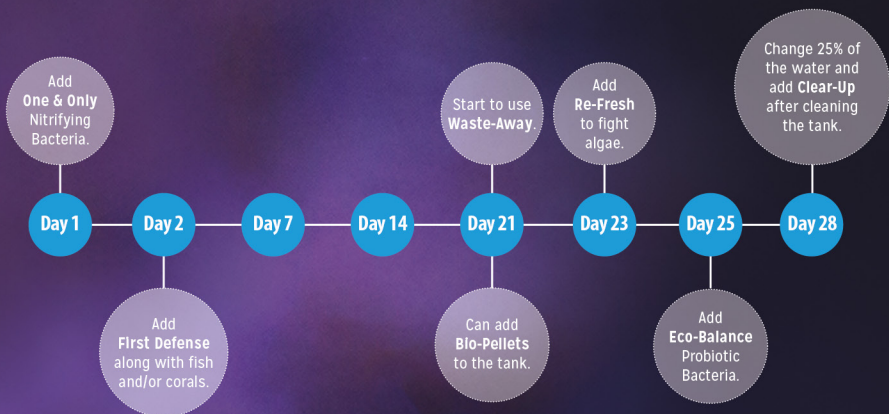 Add
One & Only
Nitrifying
Bacteria.
Start to use
Waste-Away.
Add
Re-Fresh
to fight
algae.
Change 25% of
the water and
add Clear-Up
after cleaning
the tank.
Day 1
Day 2
Day 7
Day 14
Day 21
Day 23
Day 25
Day 28
Add
First Defense
along with fish
and/or corals.
Can add
Bio-Pellets
to the tank.
Add
Eco-Balance
Probiotic
Bacteria.